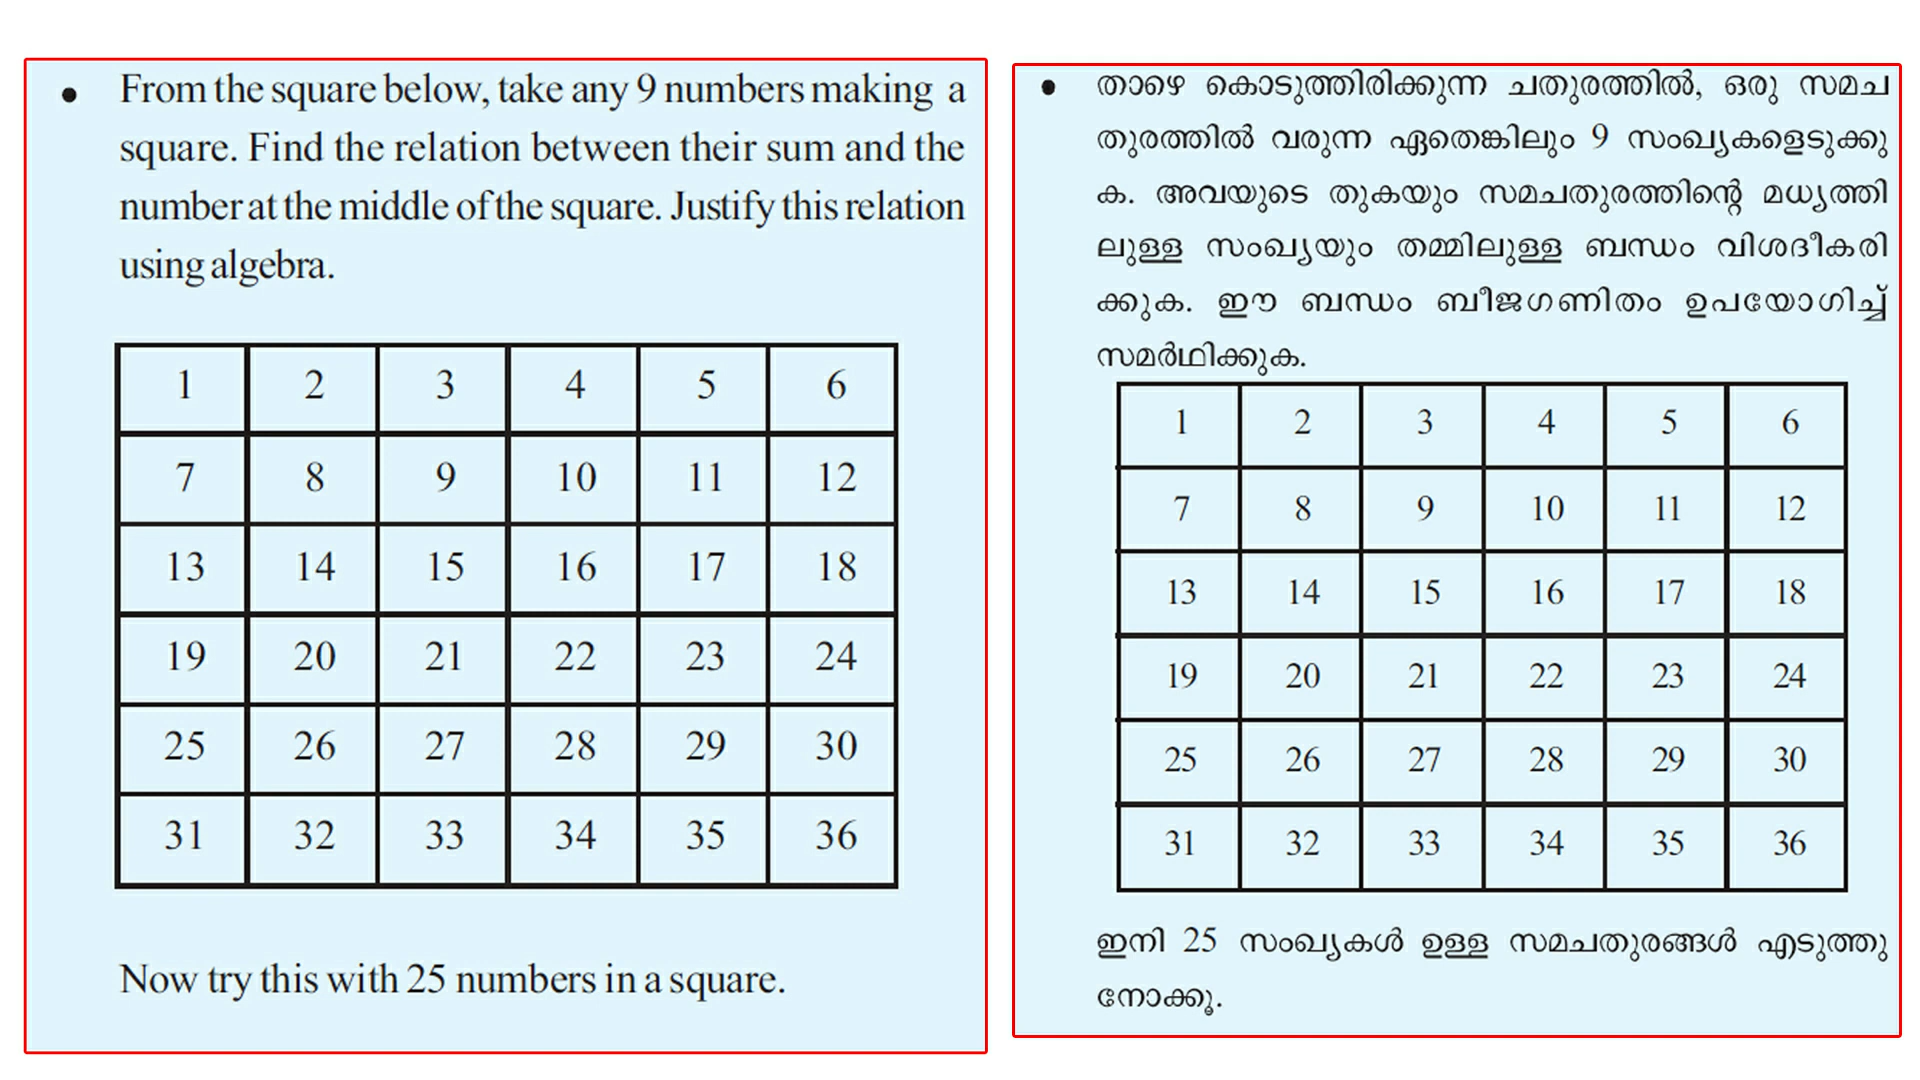 • From the square below, take any 9 numbers making a
square. Find the relation between their sum and the
number at the middle of the square. Justify this relation
using algebra.
1 2 3 4 5 6
7 8 9 10 11 12
13 14 15 16 17 18
19 20 21 22 23 24
25 26 27 28 29 30
31 32 33 34 35 36
Now try this with 25 numbers in a square.
• താഴെ കൊടുത്തിരിക്കുന്ന ചതുരത്തിൽ, ഒരു സമച
തുരത്തിൽ വരുന്ന ഏതെങ്കിലും 9 സംഖ്യകളെടുക്കു
ക. അവയുടെ തുകയും സമചതുരത്തിന്റെ മധ്യത്തി
ലുള്ള സംഖ്യയും തമ്മിലുള്ള ബന്ധം വിശദീകരി
ക്കുക. ഈ ബന്ധം ബീജഗണിതം ഉപയോഗിച്ച്
സമർഥിക്കുക.
1 2 3 4 5 6
7 8 9 10 11 12
13 14 15 16 17 18
19 20 21 22 23 24
25 26 27 28 29 30
31 32 33 34 35 36
ഇനി 25 സംഖ്യകൾ ഉള്ള സമചതുരങ്ങൾ എടുത്തു
നോക്കൂ.